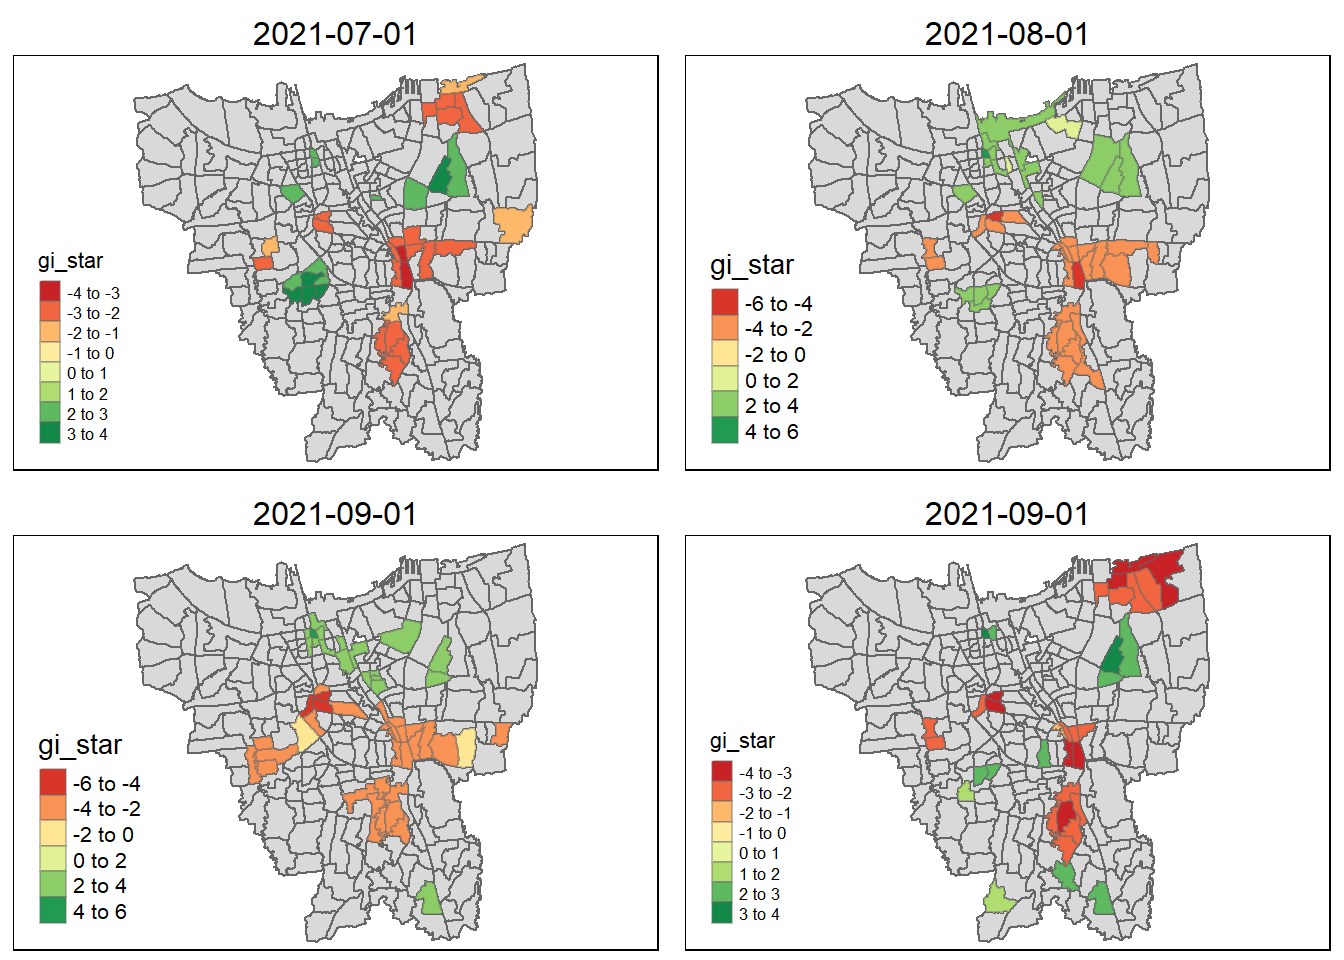 2021-07-01
gi_star
-4 to -3
-3 to -2
-2 to -1
-1 to 0
0 to 1
1 to 2
2 to 3
3 to 4
2021-08-01
gi_star
-6 to -4
-4 to -2
-2 to 0
0 to 2
2 to 4
4 to 6
2021-09-01
gi_star
-6 to -4
-4 to -2
-2 to 0
0 to 2
2 to 4
4 to 6
2021-09-01
gi_star
-4 to -3
-3 to -2
-2 to -1
-1 to 0
0 to 1
1 to 2
2 to 3
3 to 4